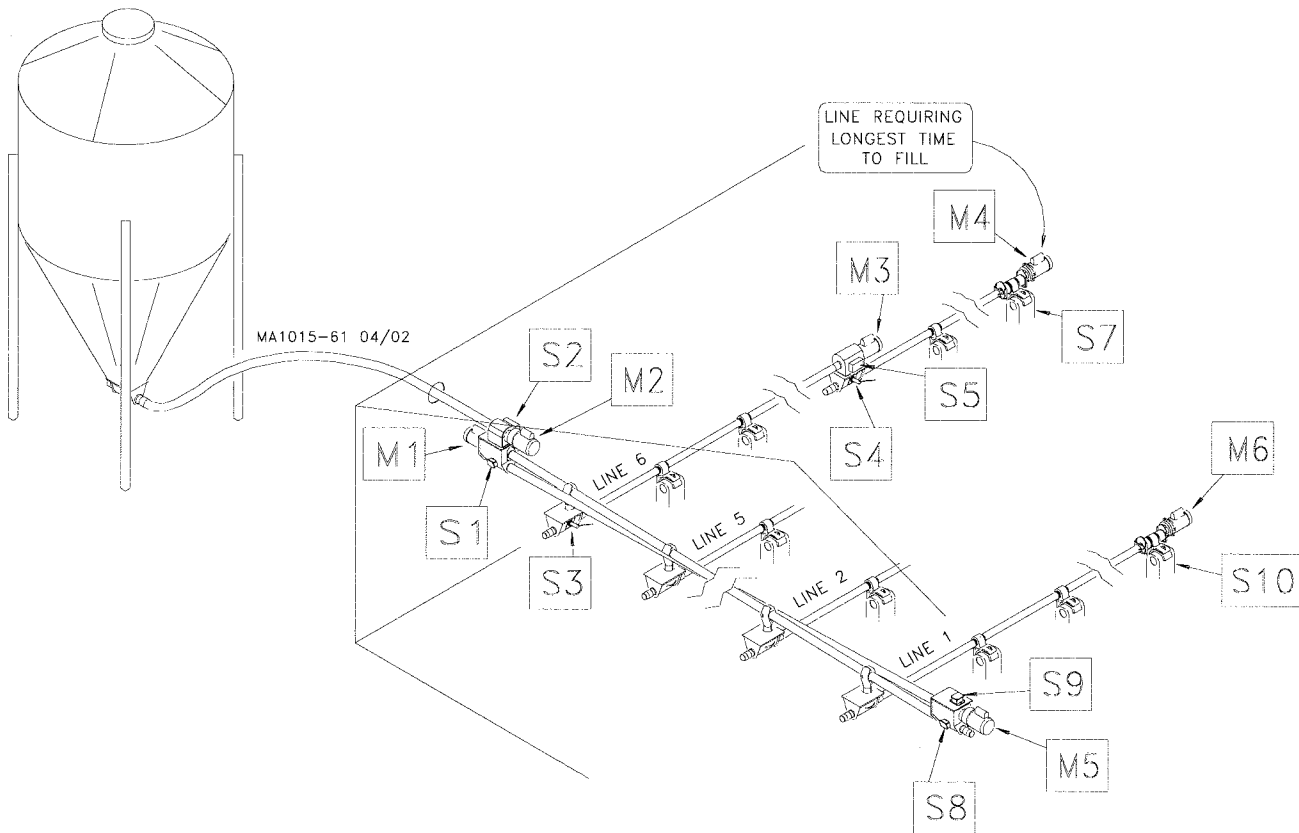 LINE REQUIRING
LONGEST TIME
TO FILL
M4
M3
S7
MA1015-61 04/02
S2
M2
S5
M1
S4
M6
LINE 6
S1
LINE 5
S3
LINE 2
S10
LINE 1
S9
M5
S8